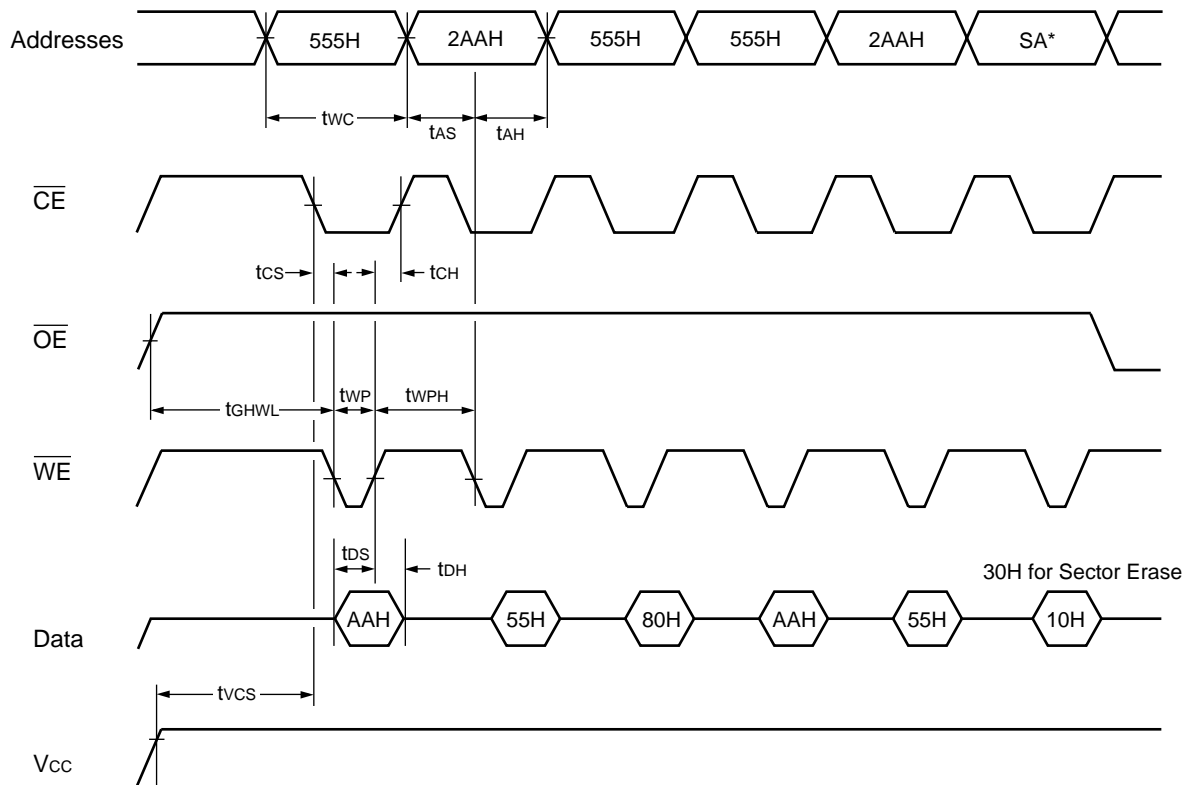 Addresses 555H 2AAH 555H 555H 2AAH SA*
tWC tAS tAH
CE
tCS tCH
OE
tGHWL tWP tWPH
WE
tDS tDH
30H for Sector Erase
Data AAH 55H 80H AAH 55H 10H
tVCS
VCC